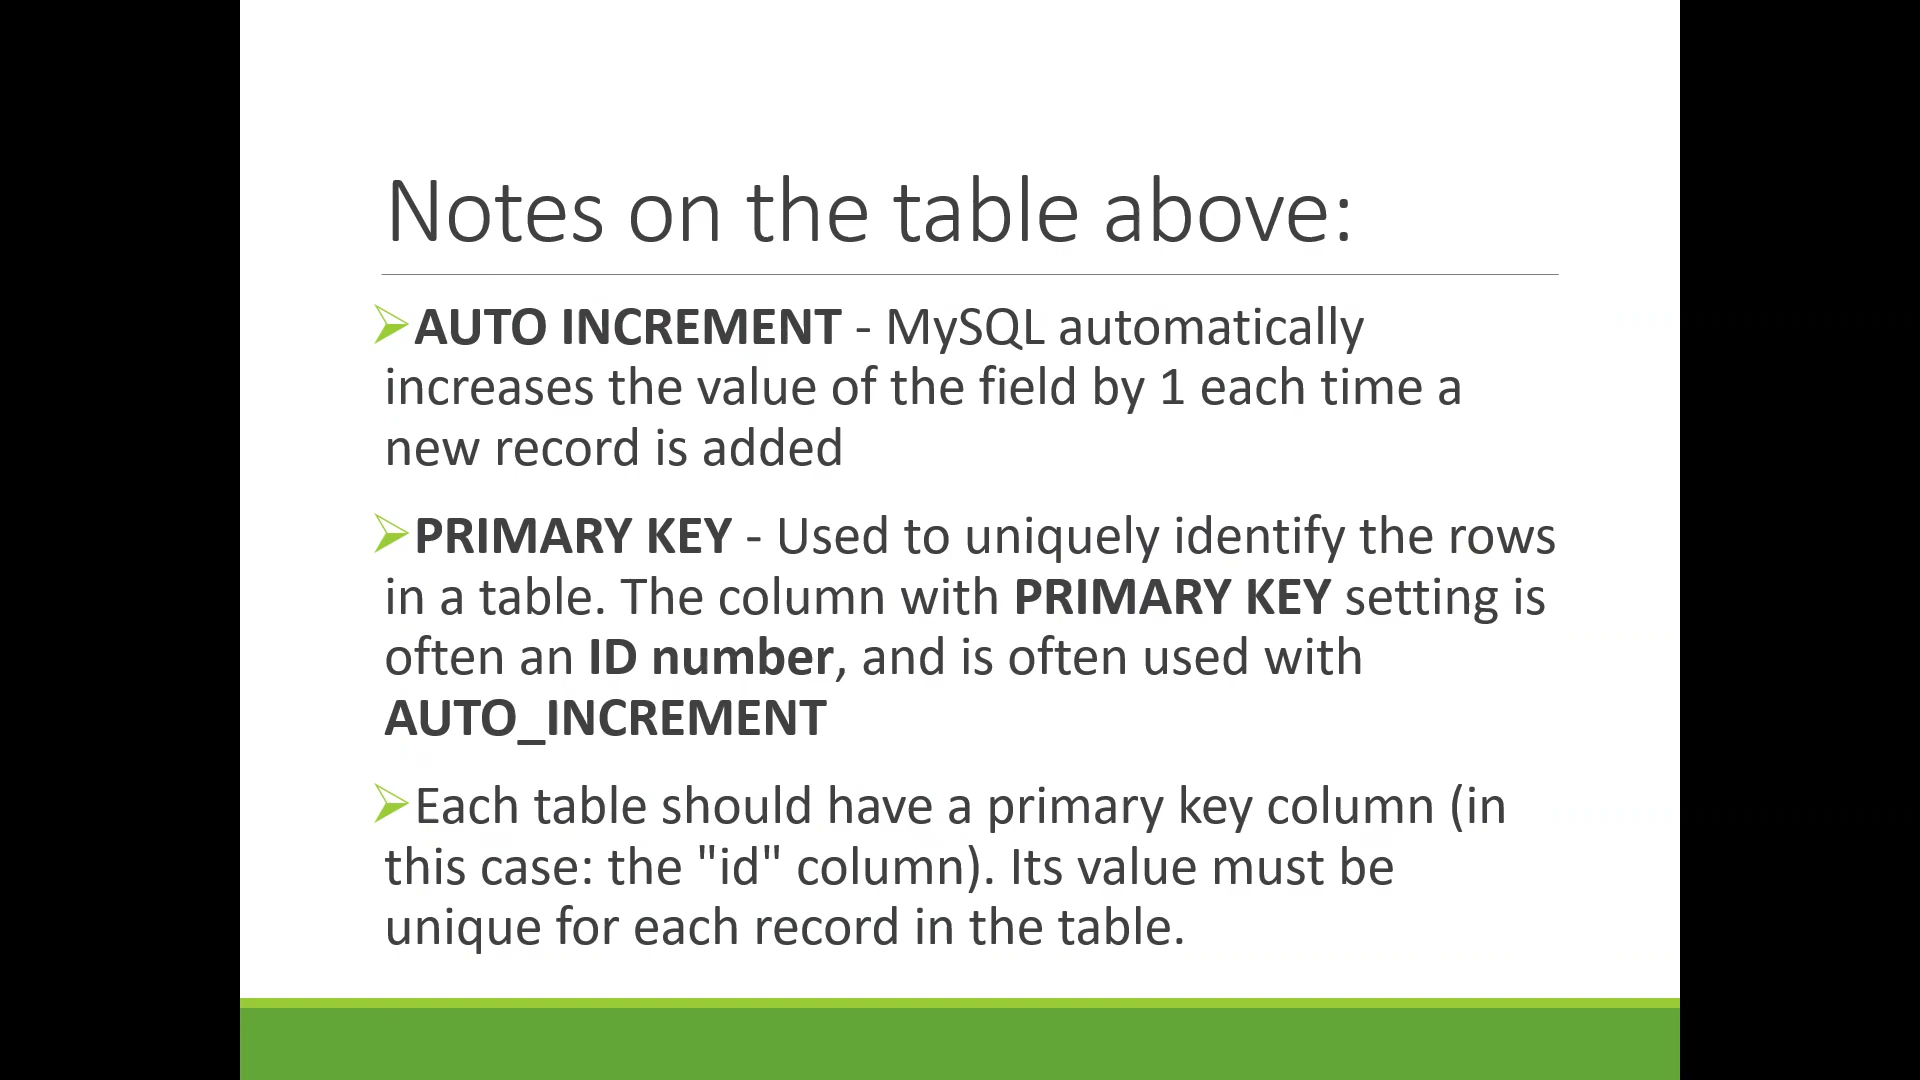 Notes on the table above:
AUTO INCREMENT - MySQL automatically
increases the value of the field by 1 each time a
new record is added
PRIMARY KEY - Used to uniquely identify the rows
in a table. The column with PRIMARY KEY setting is
often an ID number, and is often used with
AUTO_INCREMENT
Each table should have a primary key column (in
this case: the "id" column). Its value must be
unique for each record in the table.